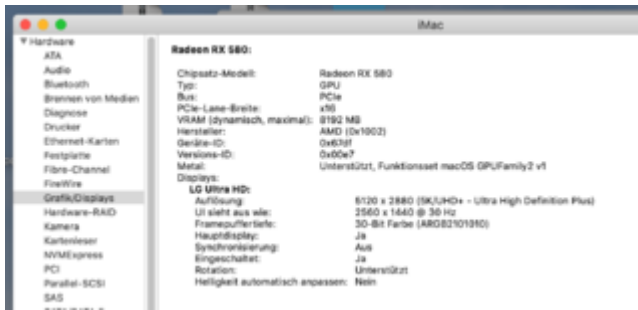 iMac
Hardware
ATA
Audio
Bluetooth
Brennen von Medien
Diagnose
Drucker
Ethernet-Karten
Festplatte
Fibre-Channel
FireWire
Grafik/Displays
Hardware-RAID
Kamera
Kartenleser
NVMExpress
PCI
Parallel-SCSI
SAS
Radeon RX 580:
Chipsatz-Modell: Radeon RX 580
Typ: GPU
Bus: PCIe
PCIe-Lane-Breite: x16
VRAM (dynamisch, maximal): 8192 MB
Hersteller: AMD (0x1002)
Geräte-ID: 0x67df
Versions-ID: 0x00e7
Metal: Unterstützt, Funktionsset macOS GPUFamily2 v1
Displays:
LG Ultra HD:
Auflösung: 5120 x 2880 (5K/UHD+ - Ultra High Definition Plus)
UI sieht aus wie: 2560 x 1440 @ 30 Hz
Framepuffertiefe: 30-Bit Farbe (ARGB2101010)
Hauptdisplay: Ja
Synchronisierung: Aus
Eingeschaltet: Ja
Rotation: Unterstützt
Helligkeit automatisch anpassen: Nein